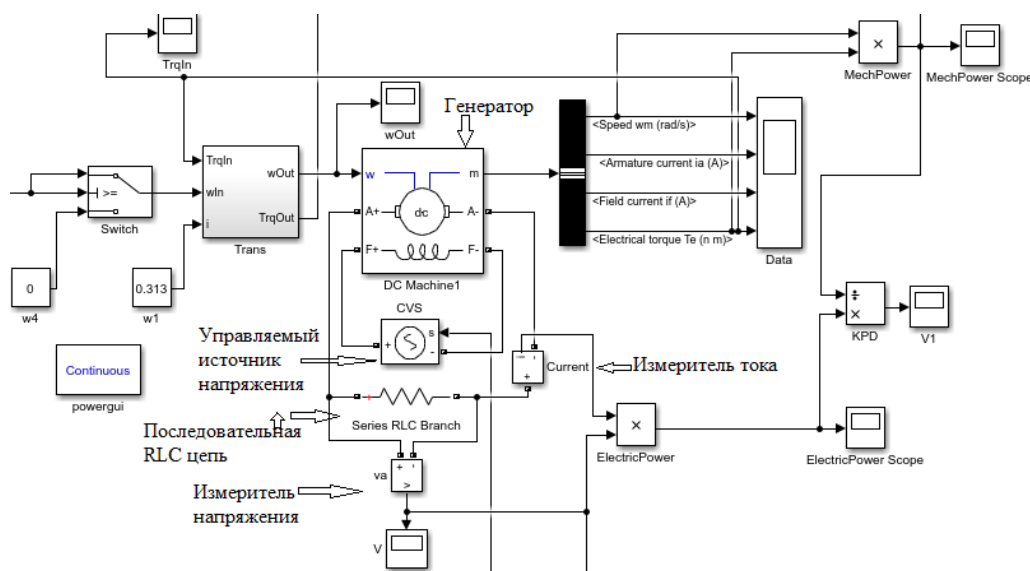 TrqIn
MechPower
MechPower Scope
Генератор
wOut
<Speed wm (rad/s)>
<Armature current ia (A)>
<Field current if (A)>
<Electrical torque Te (n m)>
Data
>=
Switch
TrqIn
wIn
i
wOut
TrqOut
Trans
w
m
A+
dc
A-
F+
F-
DC Machine1
0
w4
0.313
w1
CVS
+
s
-
Управляемый
источник
напряжения
Continuous
powergui
÷
×
KPD
V1
-
+
Current
Измеритель тока
Series RLC Branch
+
Последовательная
RLC цепь
×
ElectricPower
ElectricPower Scope
va
+
-
>
Измеритель
напряжения
V
×